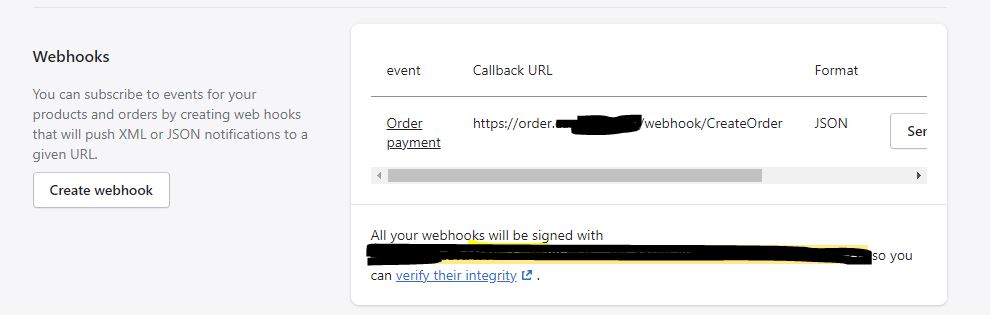 Webhooks
You can subscribe to events for your
products and orders by creating web hooks
that will push XML or JSON notifications to a
given URL.
Create webhook
event Callback URL Format
Order payment https://order. /webhook/CreateOrder JSON Ser
All your webhooks will be signed with
so you
can verify their integrity .